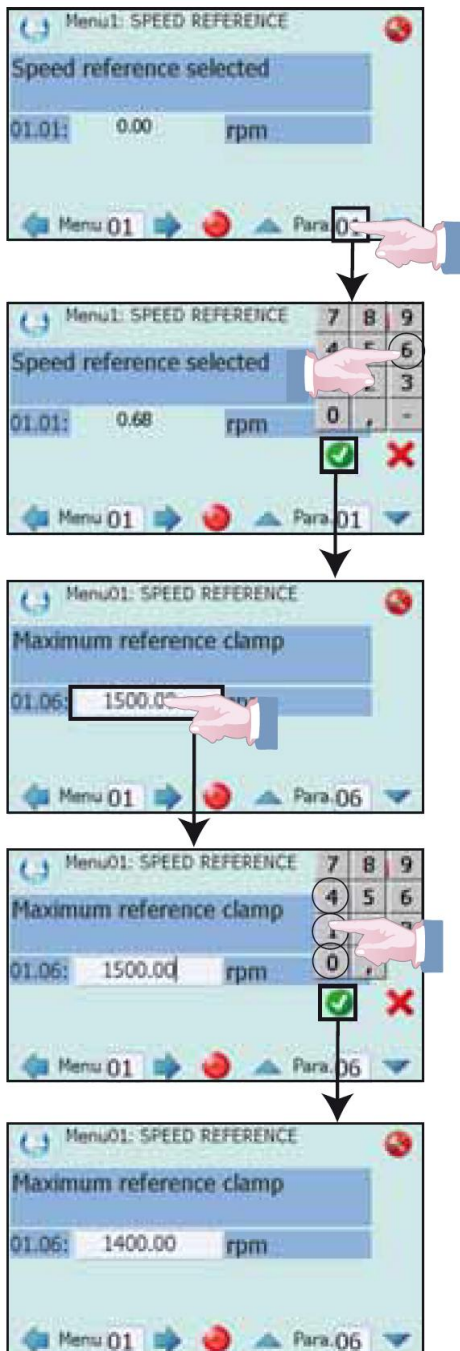 Menu1: SPEED REFERENCE
Speed reference selected
01.01: 0.00 rpm
Menu 01 Para. 01
Menu1: SPEED REFERENCE
7 8 9
Speed reference selected
4 5 6
3
01.01: 0.68 rpm
0 , -
Menu 01 Para. 01
Menu01: SPEED REFERENCE
Maximum reference clamp
01.06: 1500.00
Menu 01 Para. 06
Menu01: SPEED REFERENCE
7 8 9
Maximum reference clamp
4 5 6
1
01.06: 1500.00 rpm
0 ,
Menu 01 Para. 06
Menu01: SPEED REFERENCE
Maximum reference clamp
01.06: 1400.00 rpm
Menu 01 Para. 06